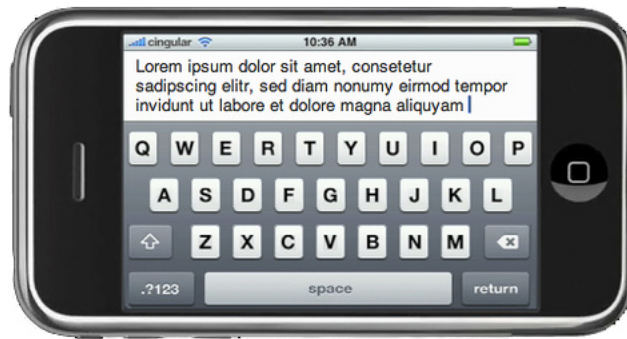 cingular 10:36 AM
Lorem ipsum dolor sit amet, consetetur
sadipscing elitr, sed diam nonumy eirmod tempor
invidunt ut labore et dolore magna aliquyam
Q W E R T Y U I O P
A S D F G H J K L
Z X C V B N M
.?123 space return